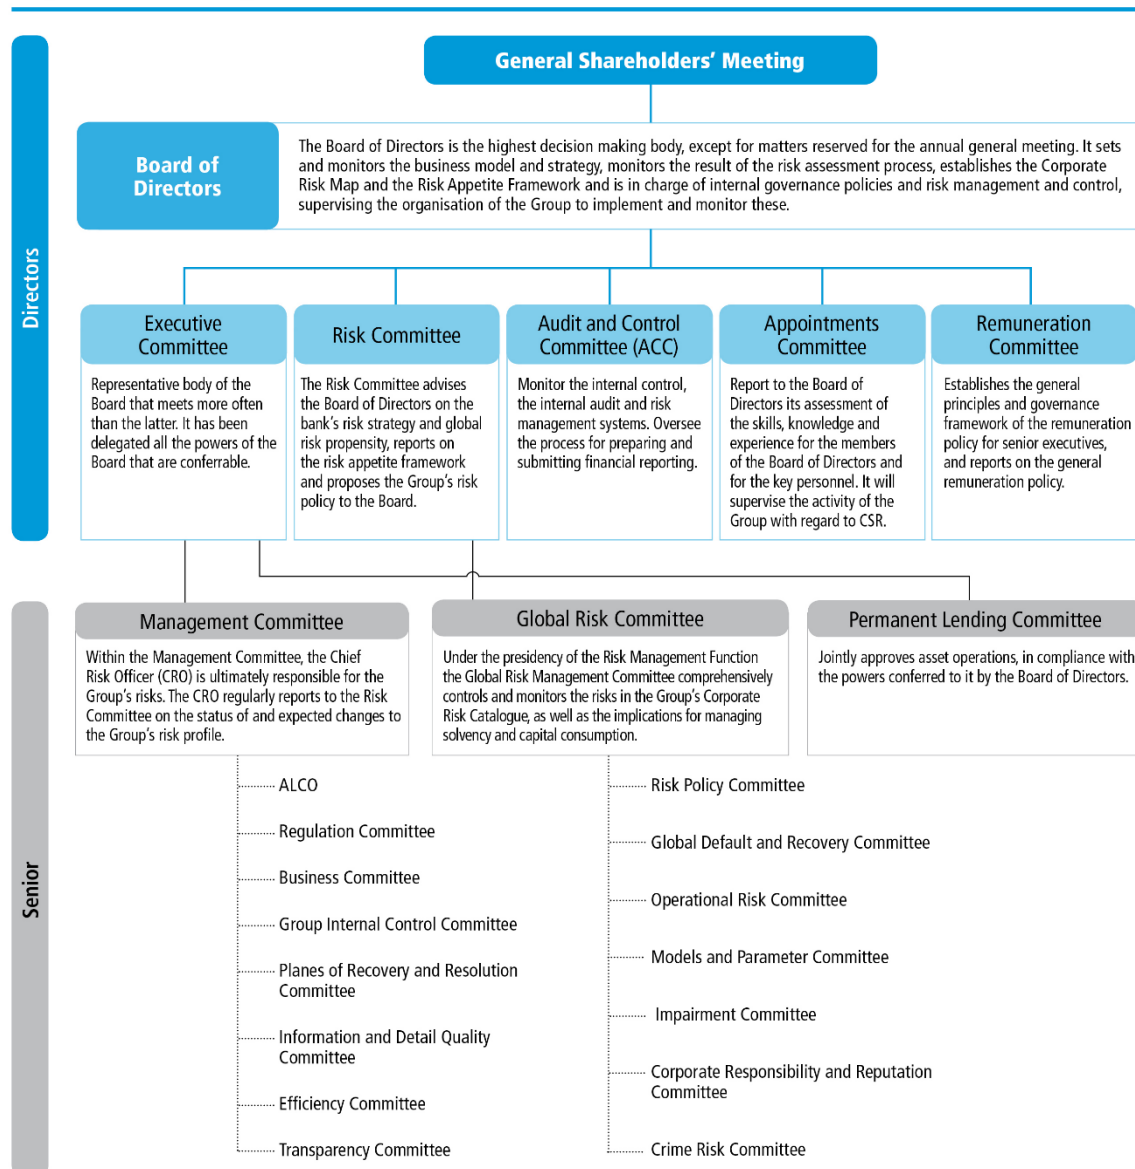 General Shareholders’ Meeting
Directors
Board of
Directors
The Board of Directors is the highest decision making body, except for matters reserved for the annual general meeting. It sets
and monitors the business model and strategy, monitors the result of the risk assessment process, establishes the Corporate
Risk Map and the Risk Appetite Framework and is in charge of internal governance policies and risk management and control,
supervising the organisation of the Group to implement and monitor these.
Executive
Committee
Representative body of the
Board that meets more often
than the latter. It has been
delegated all the powers of the
Board that are conferrable.
Risk Committee
The Risk Committee advises
the Board of Directors on the
bank’s risk strategy and global
risk propensity, reports on
the risk appetite framework
and proposes the Group’s risk
policy to the Board.
Audit and Control
Committee (ACC)
Monitor the internal control,
the internal audit and risk
management systems. Oversee
the process for preparing and
submitting financial reporting.
Appointments
Committee
Report to the Board of
Directors its assessment of
the skills, knowledge and
experience for the members
of the Board of Directors and
for the key personnel. It will
supervise the activity of the
Group with regard to CSR.
Remuneration
Committee
Establishes the general
principles and governance
framework of the remuneration
policy for senior executives,
and reports on the general
remuneration policy.
Senior
Management Committee
Within the Management Committee, the Chief
Risk Officer (CRO) is ultimately responsible for the
Group’s risks. The CRO regularly reports to the Risk
Committee on the status of and expected changes to
the Group’s risk profile.
Global Risk Committee
Under the presidency of the Risk Management Function
the Global Risk Management Committee comprehensively
controls and monitors the risks in the Group’s Corporate
Risk Catalogue, as well as the implications for managing
solvency and capital consumption.
Permanent Lending Committee
Jointly approves asset operations, in compliance with
the powers conferred to it by the Board of Directors.
ALCO
Regulation Committee
Business Committee
Group Internal Control Committee
Planes of Recovery and Resolution
Committee
Information and Detail Quality
Committee
Efficiency Committee
Transparency Committee
Risk Policy Committee
Global Default and Recovery Committee
Operational Risk Committee
Models and Parameter Committee
Impairment Committee
Corporate Responsibility and Reputation
Committee
Crime Risk Committee